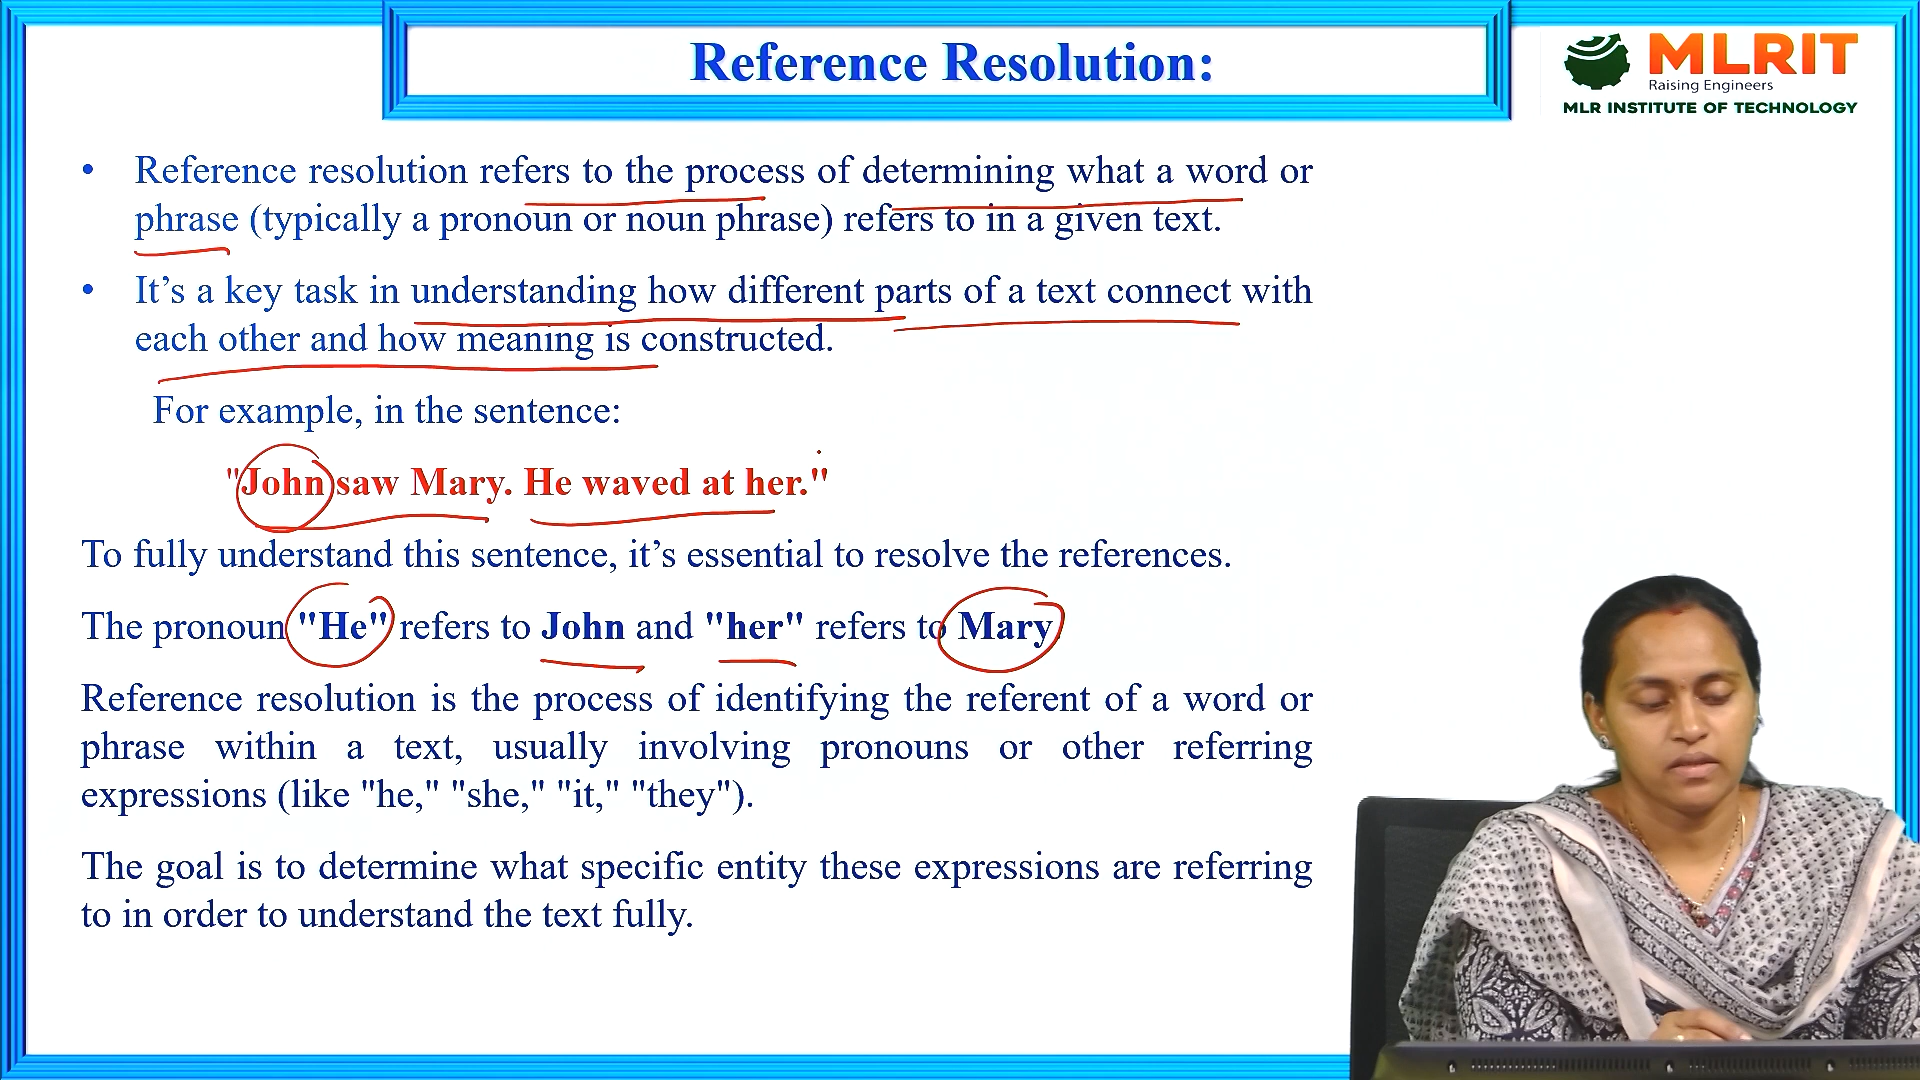 Reference Resolution:
MLRIT
Raising Engineers
MLR INSTITUTE OF TECHNOLOGY
• Reference resolution refers to the process of determining what a word or
phrase (typically a pronoun or noun phrase) refers to in a given text.
• It’s a key task in understanding how different parts of a text connect with
each other and how meaning is constructed.
For example, in the sentence:
"John saw Mary. He waved at her."
To fully understand this sentence, it’s essential to resolve the references.
The pronoun "He" refers to John and "her" refers to Mary.
Reference resolution is the process of identifying the referent of a word or
phrase within a text, usually involving pronouns or other referring
expressions (like "he," "she," "it," "they").
The goal is to determine what specific entity these expressions are referring
to in order to understand the text fully.